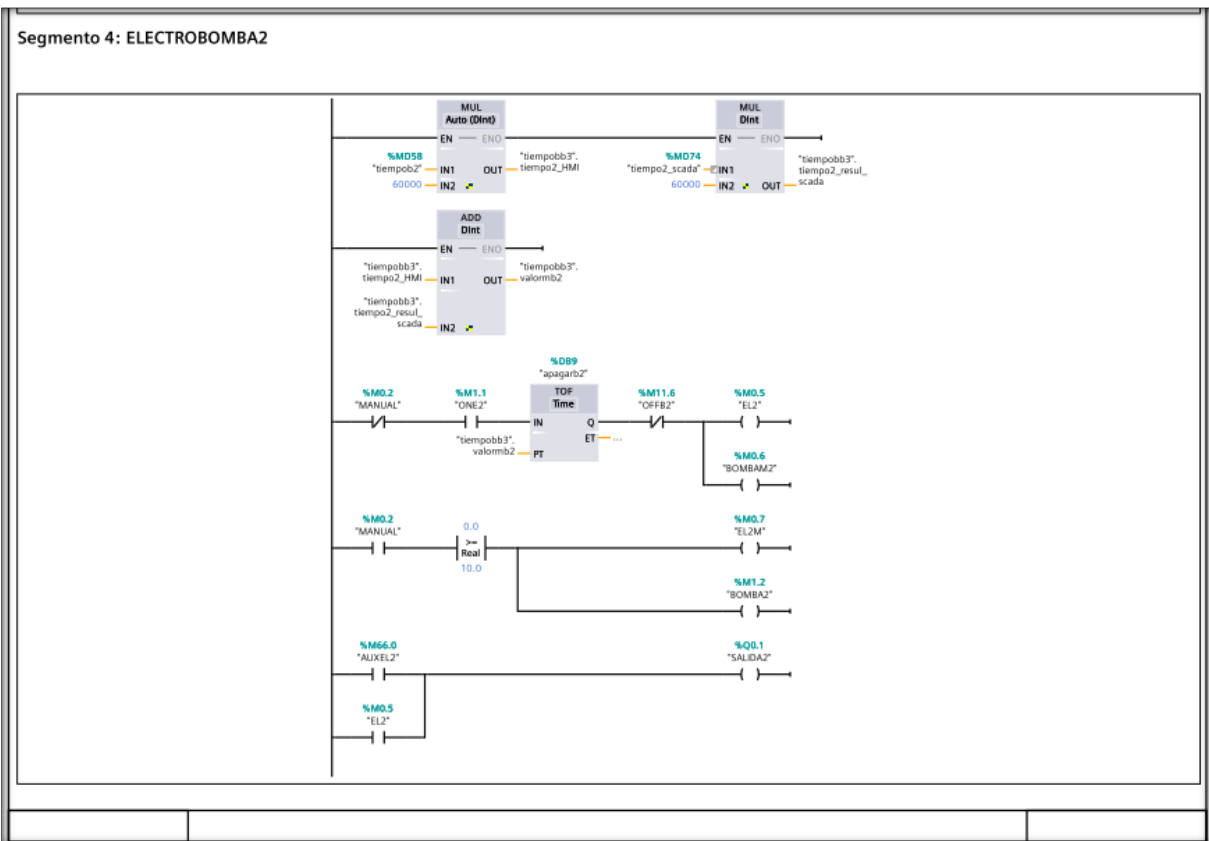 Segmento 4: ELECTROBOMBA2
MUL
Auto (DInt)
EN ENO
%MD58
"tiempob2" IN1 OUT "tiempobb3".
tiempo2_HMI
60000 IN2
MUL
DInt
EN ENO
%MD74
"tiempo2_scada" IN1
60000 IN2 OUT "tiempobb3".
tiempo2_resul_
scada
ADD
DInt
EN ENO
"tiempobb3".
tiempo2_HMI IN1 OUT "tiempobb3".
valormb2
"tiempobb3".
tiempo2_resul_
scada IN2
%DB9
"apagarb2"
%M0.2 %M1.1 TOF %M11.6 %M0.5
"MANUAL" "ONE2" Time "OFFB2" "EL2"
IN Q
ET ...
"tiempobb3".
valormb2 PT
%M0.6
"BOMBAM2"
%M0.2 %M0.7
"MANUAL" 0.0 "EL2M"
>=
Real
10.0
%M1.2
"BOMBA2"
%M66.0 %Q0.1
"AUXEL2" "SALIDA2"
%M0.5
"EL2"